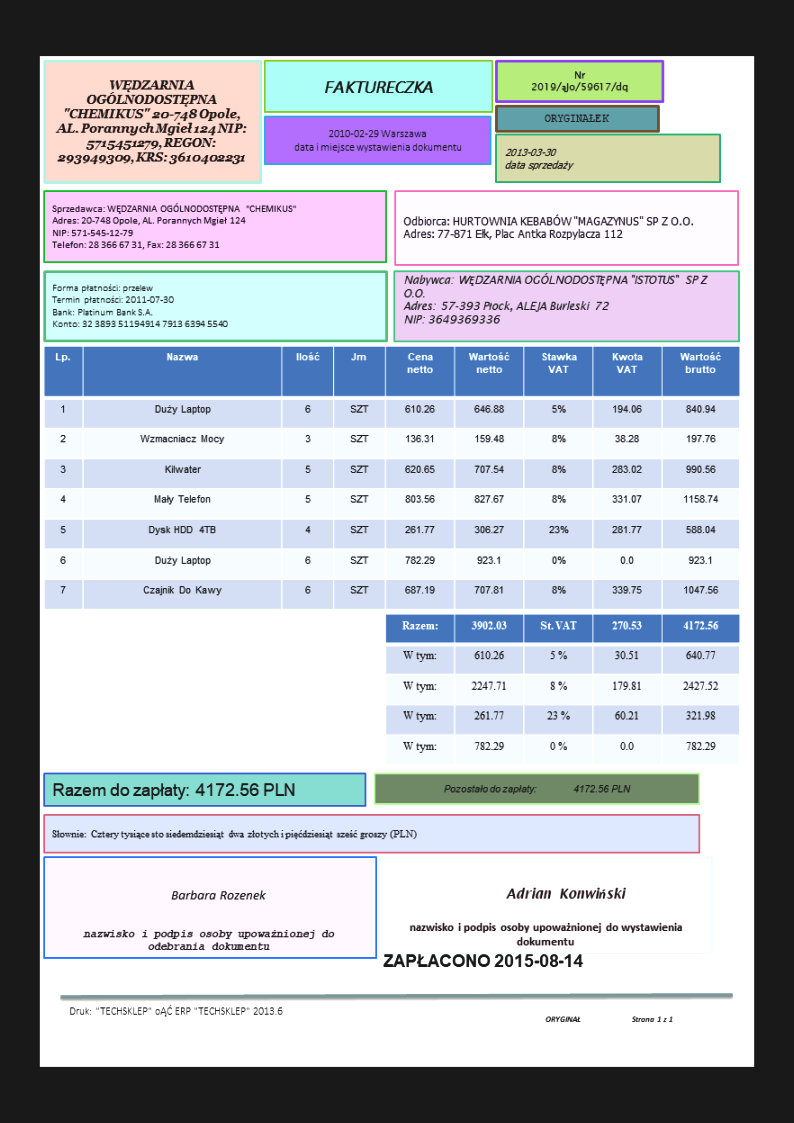 WĘDZARNIA
OGÓLNODOSTĘPNA
"CHEMIKUS" 20-748 Opole,
AL. Porannych Mgieł 124 NIP:
5715451279, REGON:
293949309, KRS: 3610402231
FAKTURECZKA
2010-02-29 Warszawa
data i miejsce wystawienia dokumentu
Nr
2019/ąJo/59617/dq
ORYGINAŁEK
2013-03-30
data sprzedaży
Sprzedawca: WĘDZARNIA OGÓLNODOSTĘPNA "CHEMIKUS"
Adres: 20-748 Opole, AL. Porannych Mgieł 124
NIP: 571-545-12-79
Telefon: 28 366 67 31, Fax: 28 366 67 31
Odbiorca: HURTOWNIA KEBABÓW "MAGAZYNUS" SP Z O.O.
Adres: 77-871 Ełk, Plac Antka Rozpylacza 112
Forma płatności: przelew
Termin płatności: 2011-07-30
Bank: Platinum Bank S.A.
Konto: 32 3893 51194914 7913 6394 5540
Nabywca: WĘDZARNIA OGÓLNODOSTĘPNA "ISTOTUS" SP Z
O.O.
Adres: 57-393 Płock, ALEJA Burleski 72
NIP: 3649369336
Lp. Nazwa Ilość Jm Cena netto Wartość netto Stawka VAT Kwota VAT Wartość brutto
1 Duży Laptop 6 SZT 610.26 646.88 5% 194.06 840.94
2 Wzmacniacz Mocy 3 SZT 136.31 159.48 8% 38.28 197.76
3 Kilwater 5 SZT 620.65 707.54 8% 283.02 990.56
4 Mały Telefon 5 SZT 803.56 827.67 8% 331.07 1158.74
5 Dysk HDD 4TB 4 SZT 261.77 306.27 23% 281.77 588.04
6 Duży Laptop 6 SZT 782.29 923.1 0% 0.0 923.1
7 Czajnik Do Kawy 6 SZT 687.19 707.81 8% 339.75 1047.56
Razem: 3902.03 St.VAT 270.53 4172.56
W tym: 610.26 5 % 30.51 640.77
W tym: 2247.71 8 % 179.81 2427.52
W tym: 261.77 23 % 60.21 321.98
W tym: 782.29 0 % 0.0 782.29
Razem do zapłaty: 4172.56 PLN
Pozostało do zapłaty: 4172.56 PLN
Słownie: Cztery tysiące sto siedemdziesiąt dwa złotych i pięćdziesiąt sześć groszy (PLN)
Barbara Rozenek
nazwisko i podpis osoby upoważnionej do
odebrania dokumentu
Adrian Konwiński
nazwisko i podpis osoby upoważnionej do wystawienia
dokumentu
ZAPŁACONO 2015-08-14
Druk: "TECHSKLEP" oĄĆ ERP "TECHSKLEP" 2013.6
ORYGINAŁ Strona 1 z 1